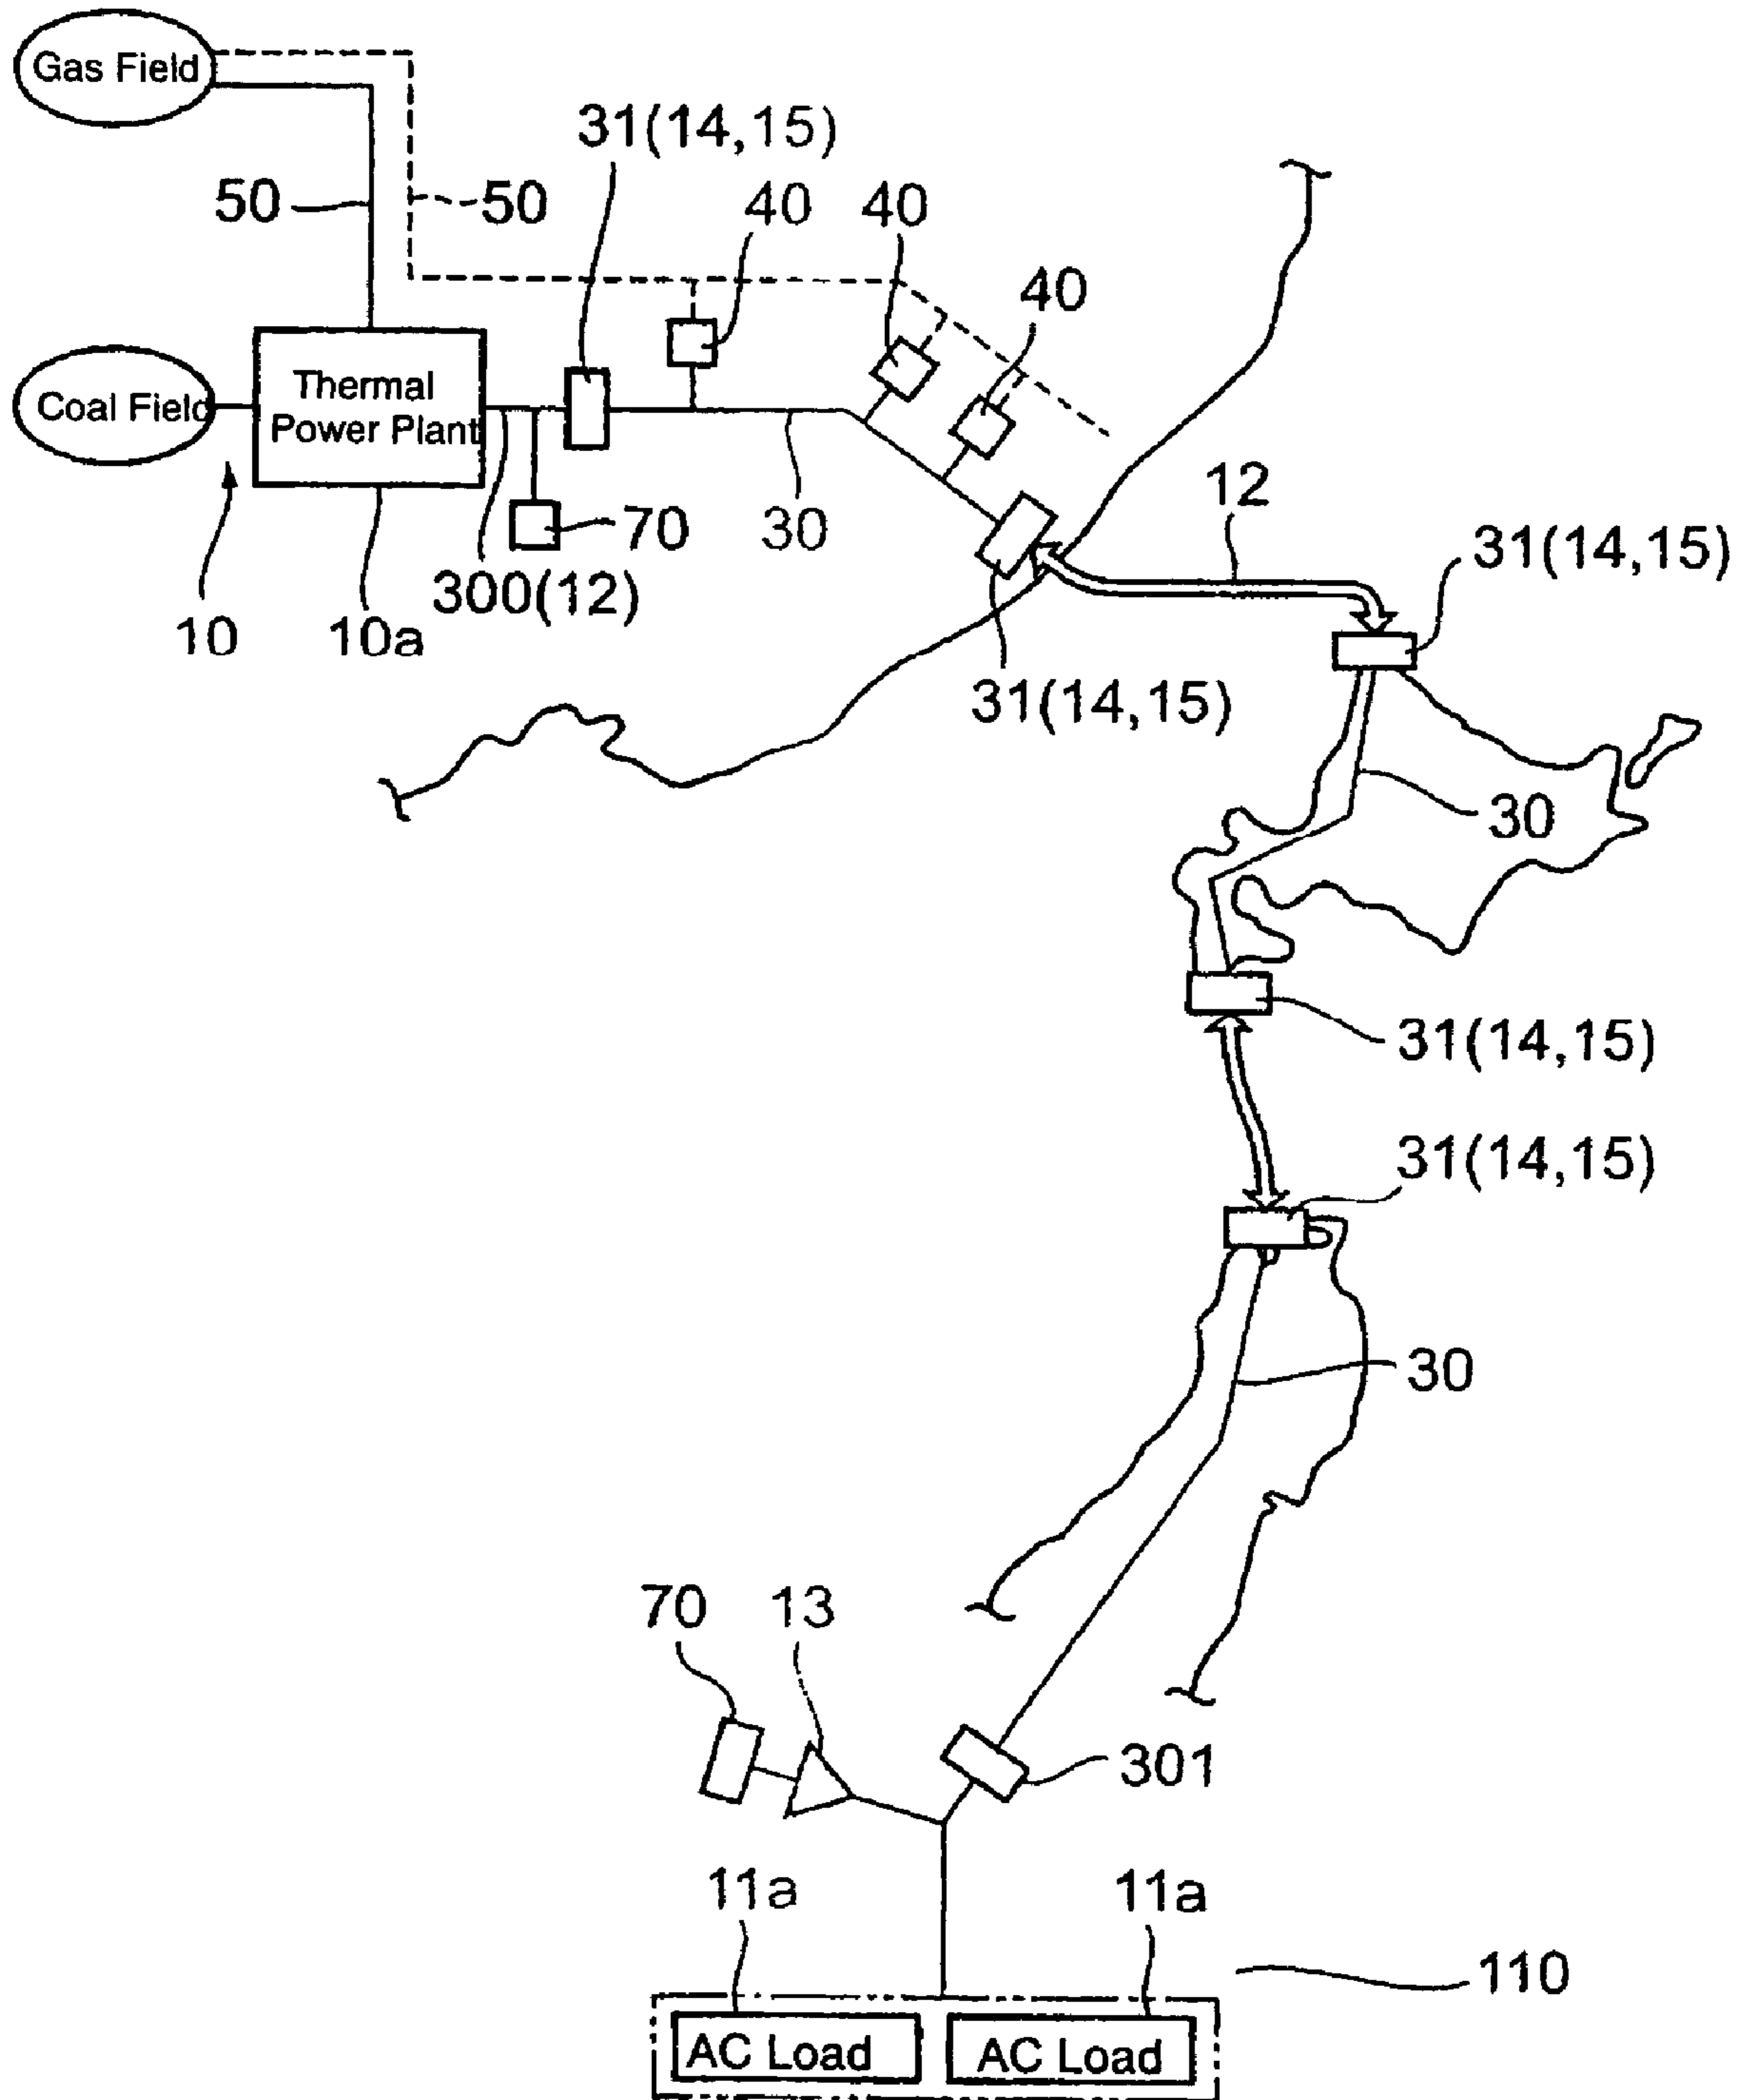 Gas Field
31(14,15)
50
50
40
40
40
Coal Field
Thermal
Power Plant
12
70
30
31(14,15)
300(12)
10
10a
31(14,15)
30
31(14,15)
31(14,15)
30
70
13
301
11a
11a
110
AC Load
AC Load